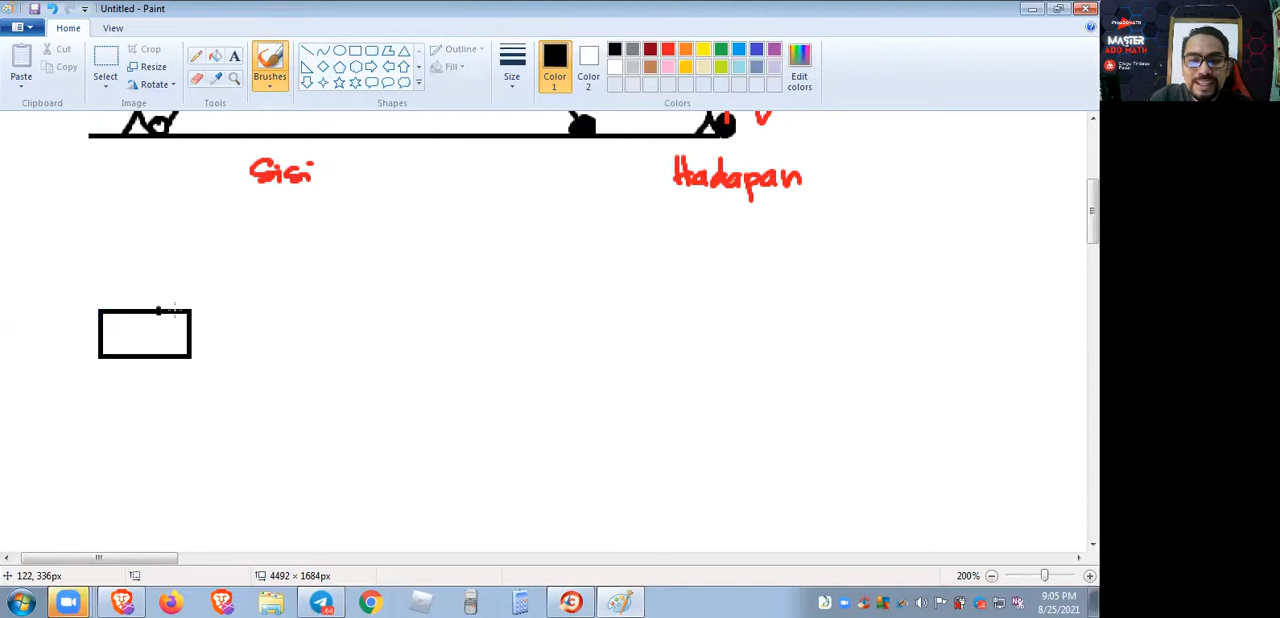 Untitled - Paint
Home
View
Paste
Cut
Copy
Clipboard
Select
Crop
Resize
Rotate
Image
Tools
Brushes
Shapes
Outline
Fill
Size
Color 1
Color 2
Edit colors
Colors
MASTER
ADD MATH
Sisi
Hadapan
122, 336px
4492 × 1684px
200%
9:05 PM
8/25/2021